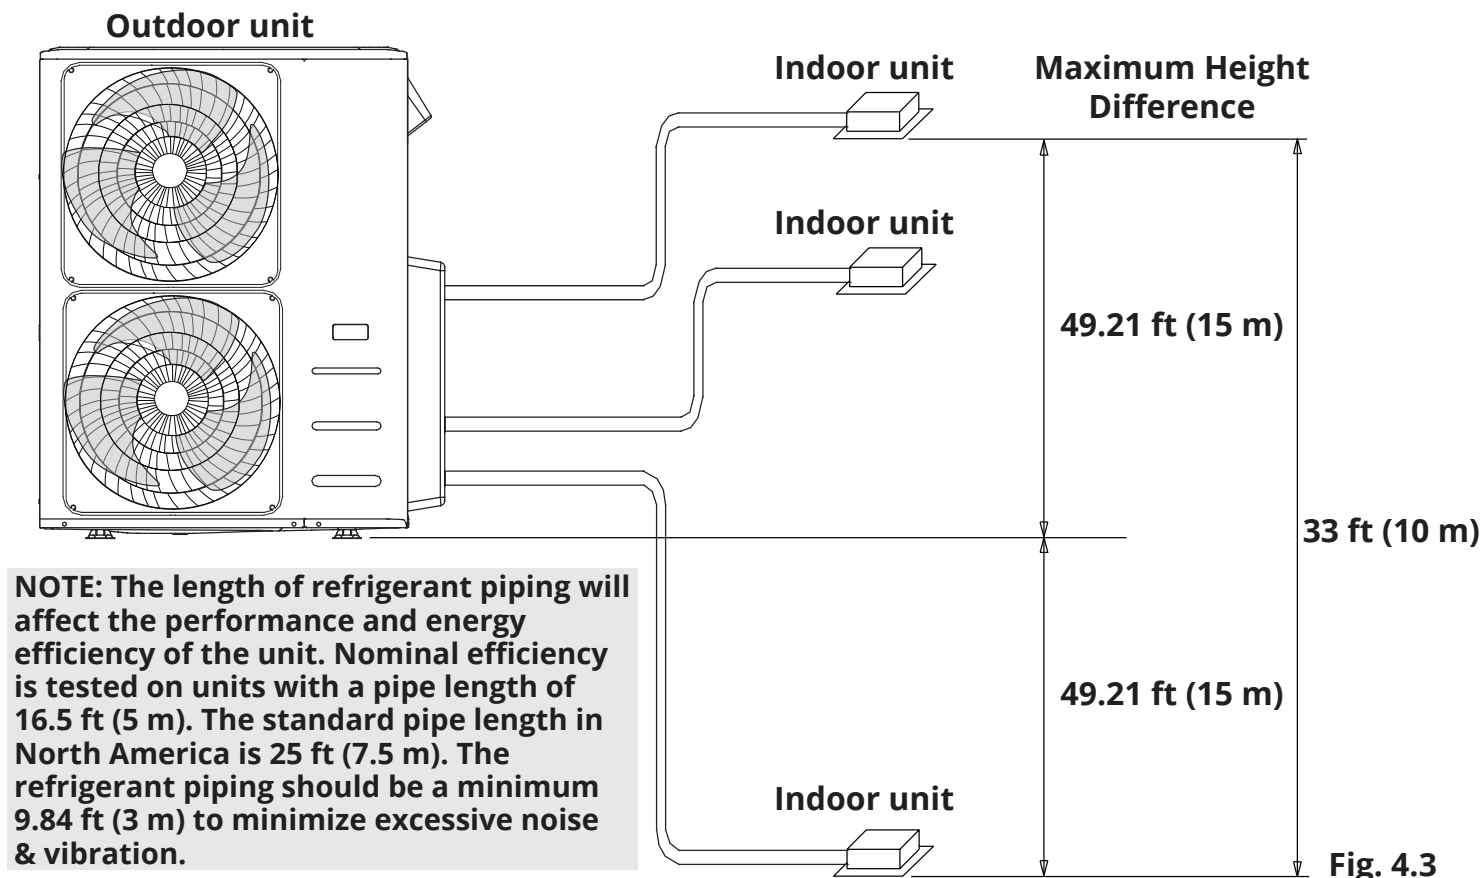 Outdoor unit
Indoor unit
Maximum Height
Difference
Indoor unit
49.21 ft (15 m)
33 ft (10 m)
NOTE: The length of refrigerant piping will
affect the performance and energy
efficiency of the unit. Nominal efficiency
is tested on units with a pipe length of
16.5 ft (5 m). The standard pipe length in
North America is 25 ft (7.5 m). The
refrigerant piping should be a minimum
9.84 ft (3 m) to minimize excessive noise
& vibration.
49.21 ft (15 m)
Indoor unit
Fig. 4.3